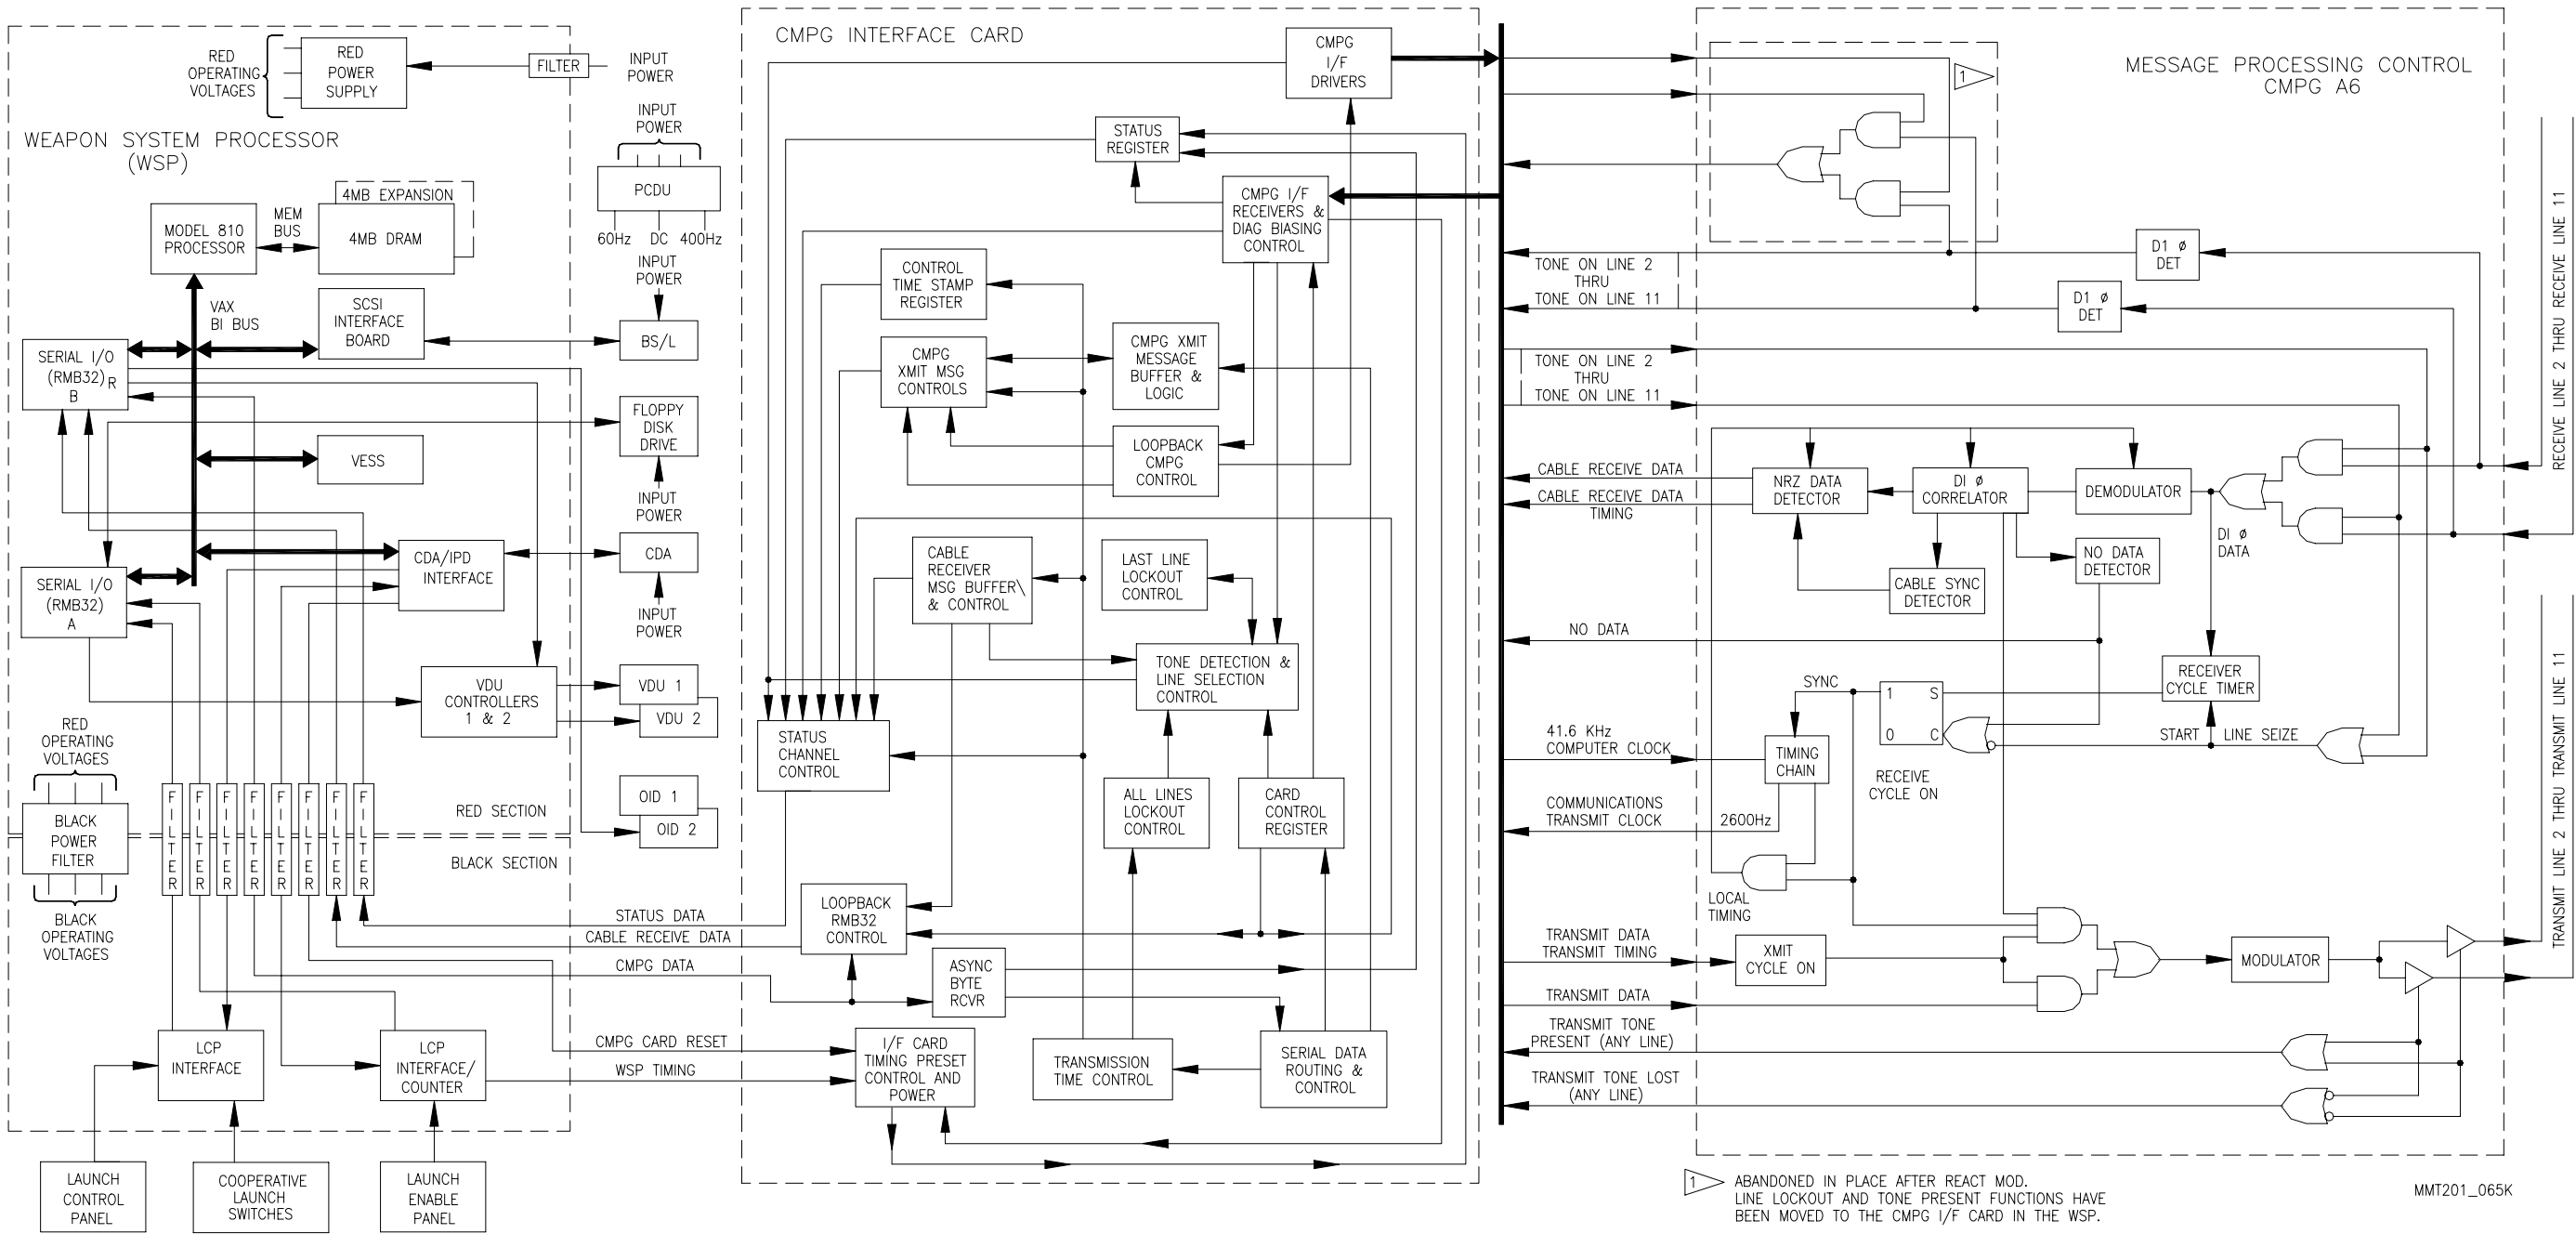 RED
OPERATING
VOLTAGES
RED
POWER
SUPPLY
FILTER
INPUT
POWER
WEAPON SYSTEM PROCESSOR
(WSP)
INPUT
POWER
PCDU
60Hz DC 400Hz
INPUT
POWER
4MB EXPANSION
4MB DRAM
MEM
BUS
MODEL 810
PROCESSOR
VAX
BI BUS
SCSI
INTERFACE
BOARD
BS/L
SERIAL I/O
(RMB32) R
B
FLOPPY
DISK
DRIVE
VESS
INPUT
POWER
CDA/IPD
INTERFACE
CDA
INPUT
POWER
SERIAL I/O
(RMB32)
A
VDU
CONTROLLERS
1 & 2
VDU 1
VDU 2
RED
OPERATING
VOLTAGES
BLACK
POWER
FILTER
BLACK
OPERATING
VOLTAGES
FILTER
FILTER
FILTER
FILTER
FILTER
FILTER
FILTER
FILTER
OID 1
OID 2
RED SECTION
BLACK SECTION
STATUS DATA
CABLE RECEIVE DATA
CMPG DATA
CMPG CARD RESET
WSP TIMING
LCP
INTERFACE
LCP
INTERFACE/
COUNTER
LAUNCH
CONTROL
PANEL
COOPERATIVE
LAUNCH
SWITCHES
LAUNCH
ENABLE
PANEL
CMPG INTERFACE CARD
CMPG
I/F
DRIVERS
STATUS
REGISTER
CMPG I/F
RECEIVERS &
DIAG BIASING
CONTROL
CONTROL
TIME STAMP
REGISTER
CMPG
XMIT MSG
CONTROLS
CMPG XMIT
MESSAGE
BUFFER &
LOGIC
LOOPBACK
CMPG
CONTROL
CABLE
RECEIVER
MSG BUFFER\
& CONTROL
LAST LINE
LOCKOUT
CONTROL
TONE DETECTION &
LINE SELECTION
CONTROL
STATUS
CHANNEL
CONTROL
ALL LINES
LOCKOUT
CONTROL
CARD
CONTROL
REGISTER
LOOPBACK
RMB32
CONTROL
ASYNC
BYTE
RCVR
I/F CARD
TIMING PRESET
CONTROL AND
POWER
TRANSMISSION
TIME CONTROL
SERIAL DATA
ROUTING &
CONTROL
MESSAGE PROCESSING CONTROL
CMPG A6
1
D1 ø
DET
D1 ø
DET
TONE ON LINE 2
THRU
TONE ON LINE 11
TONE ON LINE 2
THRU
TONE ON LINE 11
RECEIVE LINE 2 THRU RECEIVE LINE 11
CABLE RECEIVE DATA
CABLE RECEIVE DATA
TIMING
NRZ DATA
DETECTOR
DI ø
CORRELATOR
DEMODULATOR
DI ø
DATA
NO DATA
DETECTOR
CABLE SYNC
DETECTOR
NO DATA
RECEIVER
CYCLE TIMER
SYNC
1 S
0 C
START LINE SEIZE
RECEIVE
CYCLE ON
41.6 KHz
COMPUTER CLOCK
TIMING
CHAIN
COMMUNICATIONS
TRANSMIT CLOCK
2600Hz
LOCAL
TIMING
TRANSMIT LINE 2 THRU TRANSMIT LINE 11
TRANSMIT DATA
TRANSMIT TIMING
XMIT
CYCLE ON
MODULATOR
TRANSMIT DATA
TRANSMIT TONE
PRESENT (ANY LINE)
TRANSMIT TONE LOST
(ANY LINE)
1 ABANDONED IN PLACE AFTER REACT MOD.
LINE LOCKOUT AND TONE PRESENT FUNCTIONS HAVE
BEEN MOVED TO THE CMPG I/F CARD IN THE WSP.
MMT201_065K